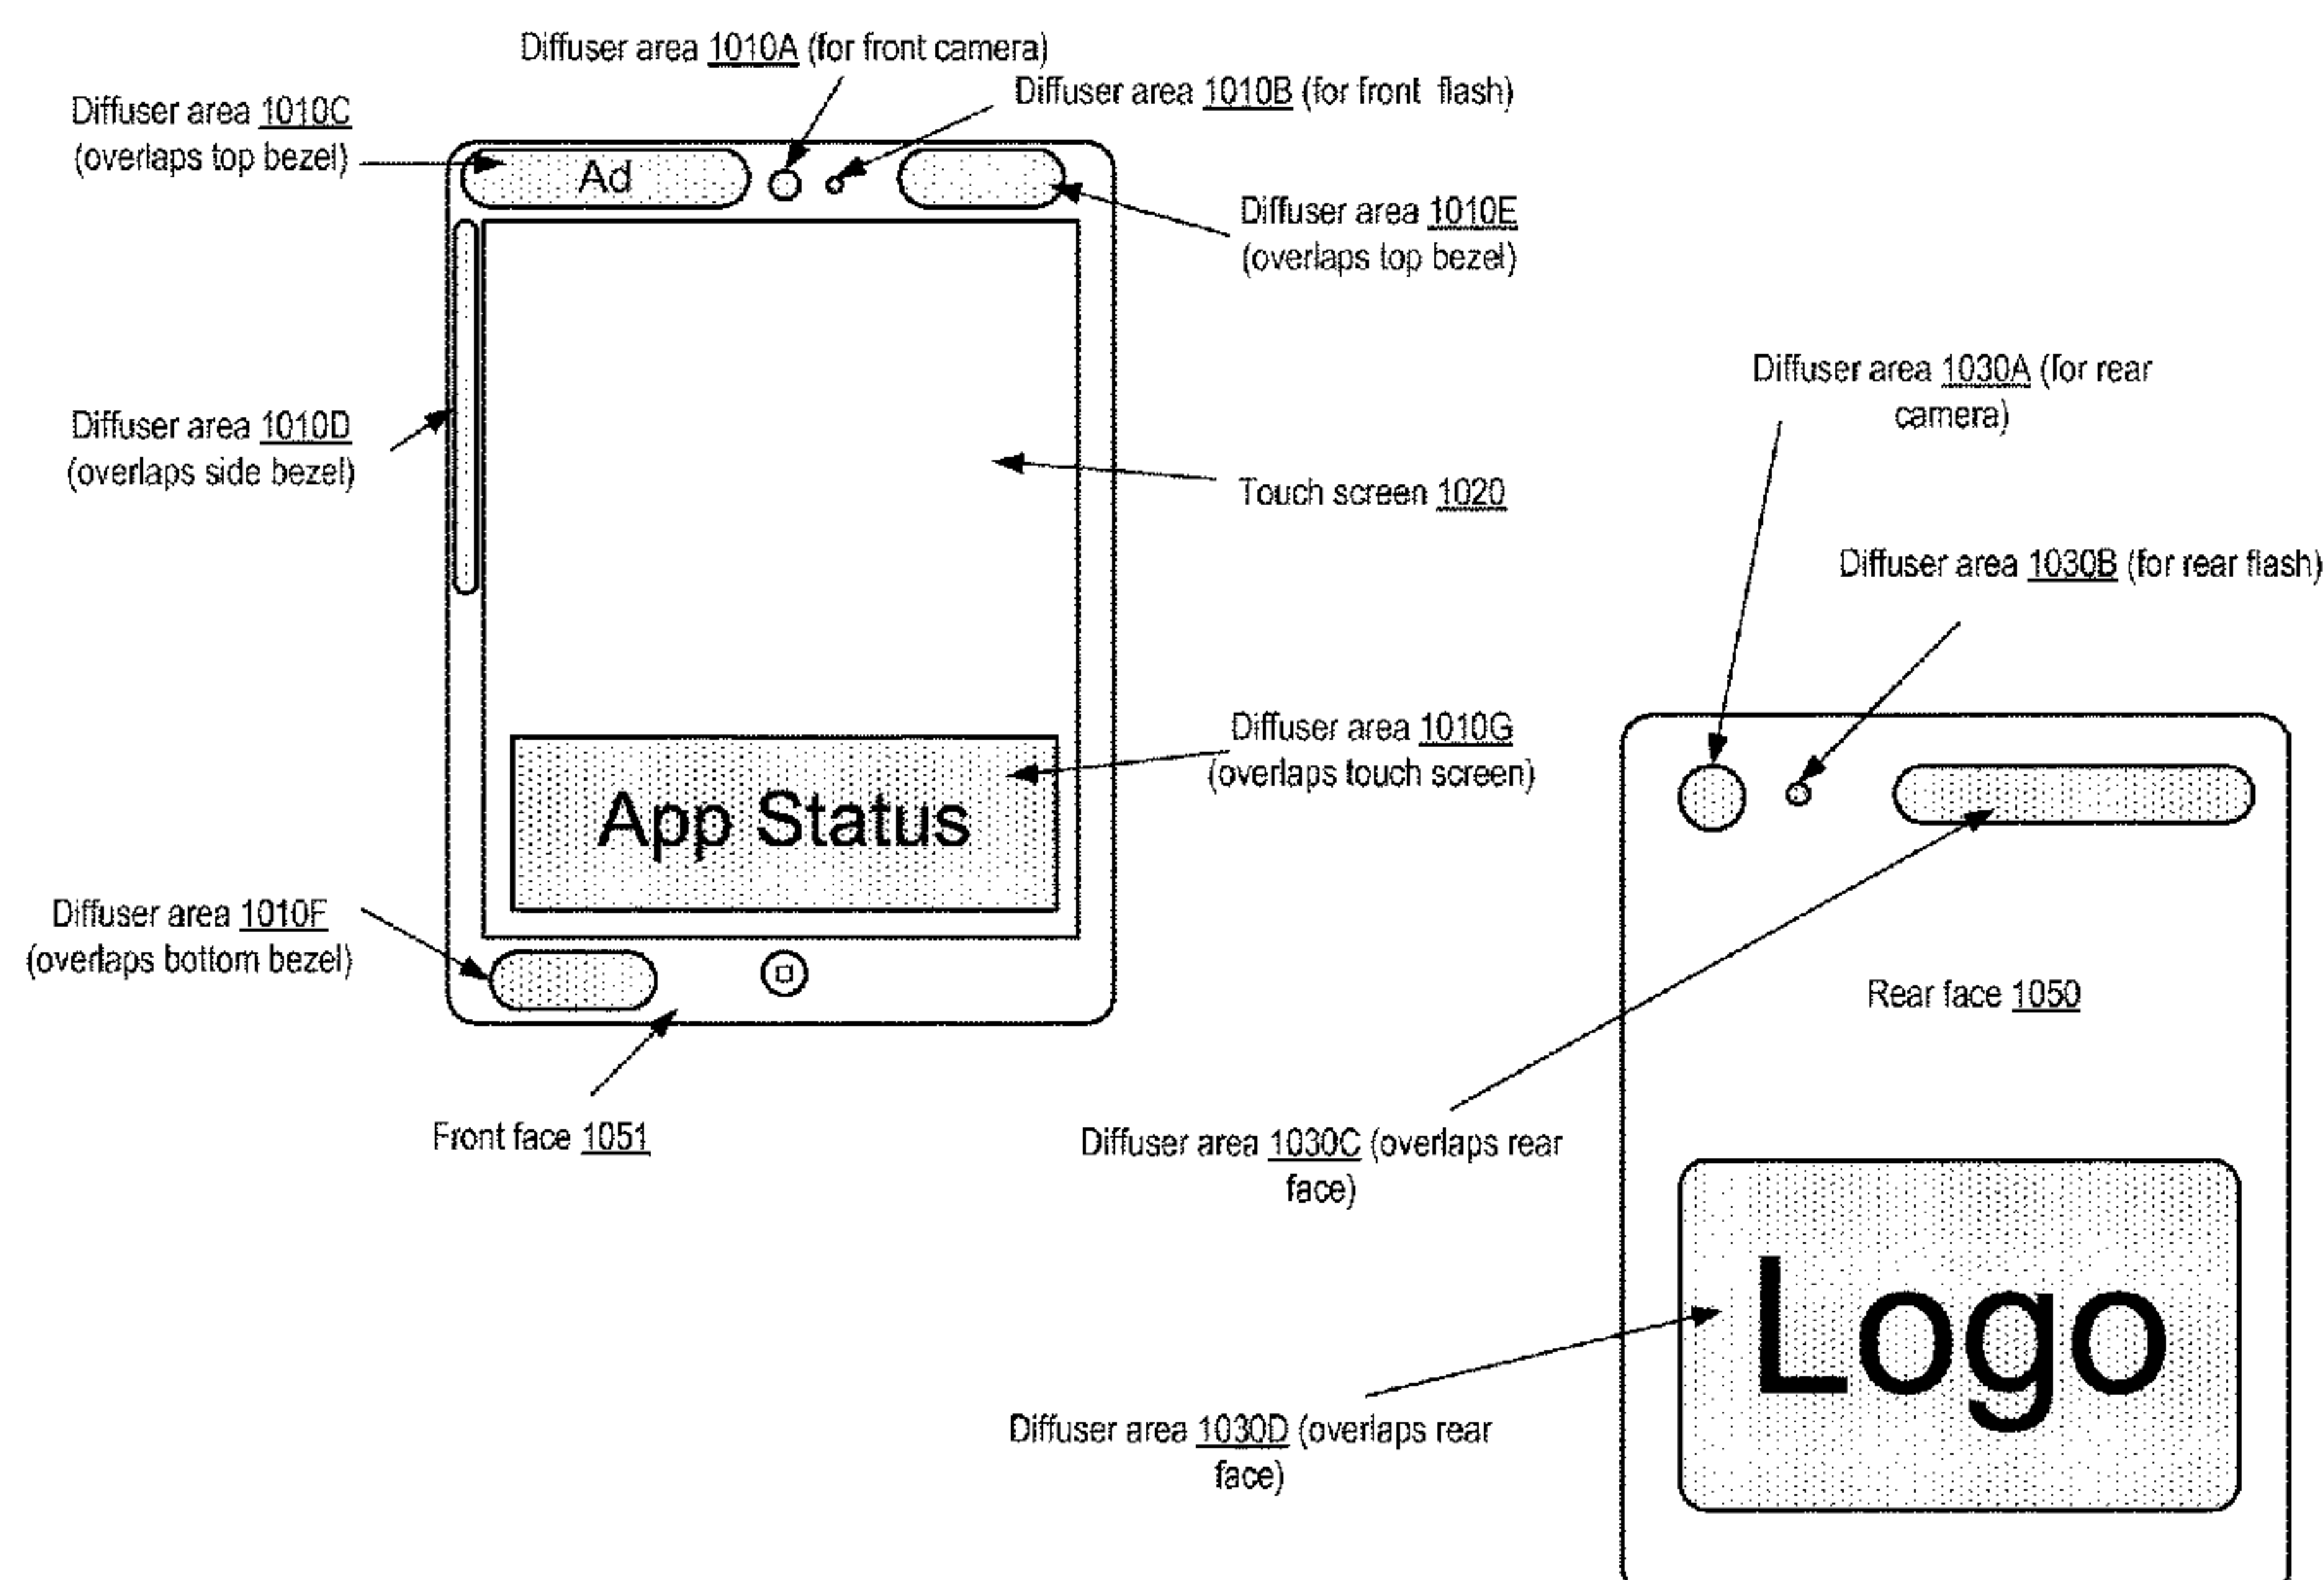 Diffuser area 1010A (for front camera)
Diffuser area 1010B (for front flash)
Diffuser area 1010C
(overlaps top bezel)
Ad
Diffuser area 1010E
(overlaps top bezel)
Diffuser area 1010D
(overlaps side bezel)
Touch screen 1020
Diffuser area 1010G
(overlaps touch screen)
App Status
Diffuser area 1010F
(overlaps bottom bezel)
Front face 1051
Diffuser area 1030A (for rear
camera)
Diffuser area 1030B (for rear flash)
Rear face 1050
Diffuser area 1030C (overlaps rear
face)
Logo
Diffuser area 1030D (overlaps rear
face)